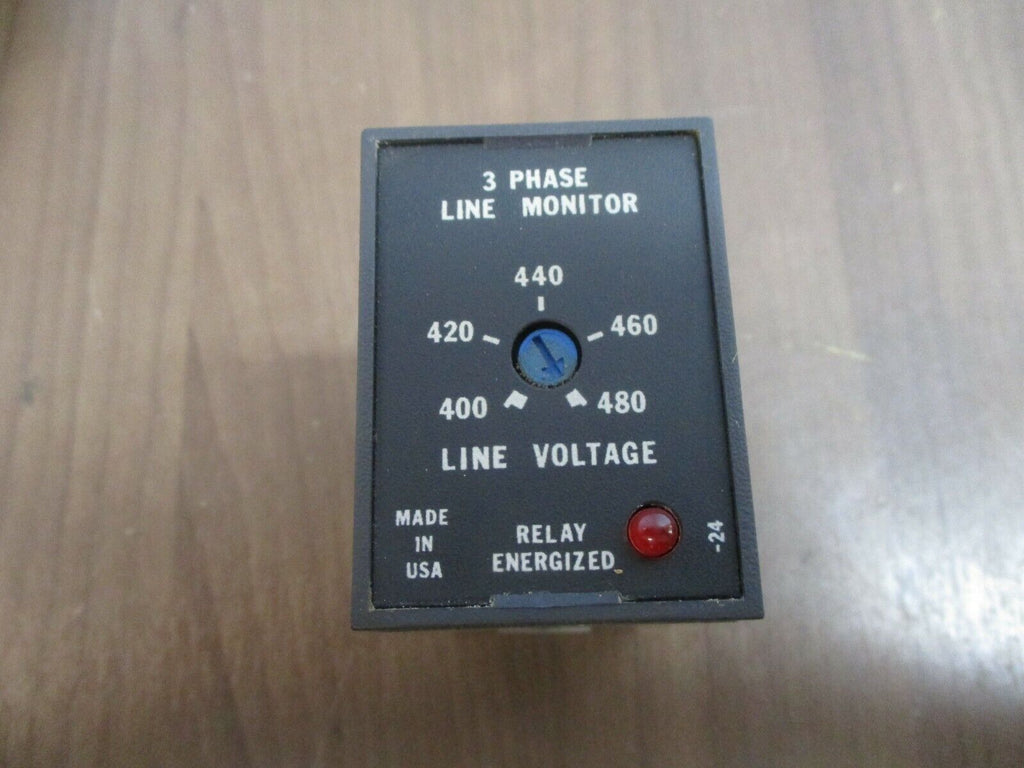 3 PHASE
LINE MONITOR
440
420
460
400
480
LINE VOLTAGE
MADE
IN
USA
RELAY
ENERGIZED
-24